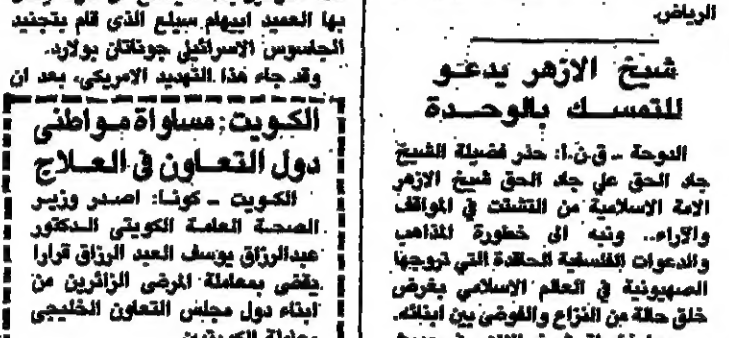 الرياض.
شيخ الازهر يدعو
للتمسك بالوحدة
الدوحة - ق.ن.ا: حذر فضيلة الشيخ
جاد الحق علي جاد الحق شيخ الازهر
الامة الاسلامية من التشتت في المواقف
والآراء.. ونبه الى خطورة المذاهب
والدعوات الفلسفية الحاقدة التي تروجها
الصهيونية في العالم الاسلامي بغرض
خلق حالة من النزاع والفوضى بين ابنائه.
بها العميد ابيهام سيلع الذي قام بتجنيد
الجاسوس الاسرائيلي جوناتان بولارد.
وقد جاء هذا التهديد الامريكي، بعد ان
الكويت: مساواة مواطني
دول التعاون في العلاج
الكويت - كونا: اصدر وزير
الصحة العامة الكويتي الدكتور
عبدالرزاق يوسف العبد الرزاق قرارا
يقضي بمعاملة المرضى الزائرين من
ابناء دول مجلس التعاون الخليجي